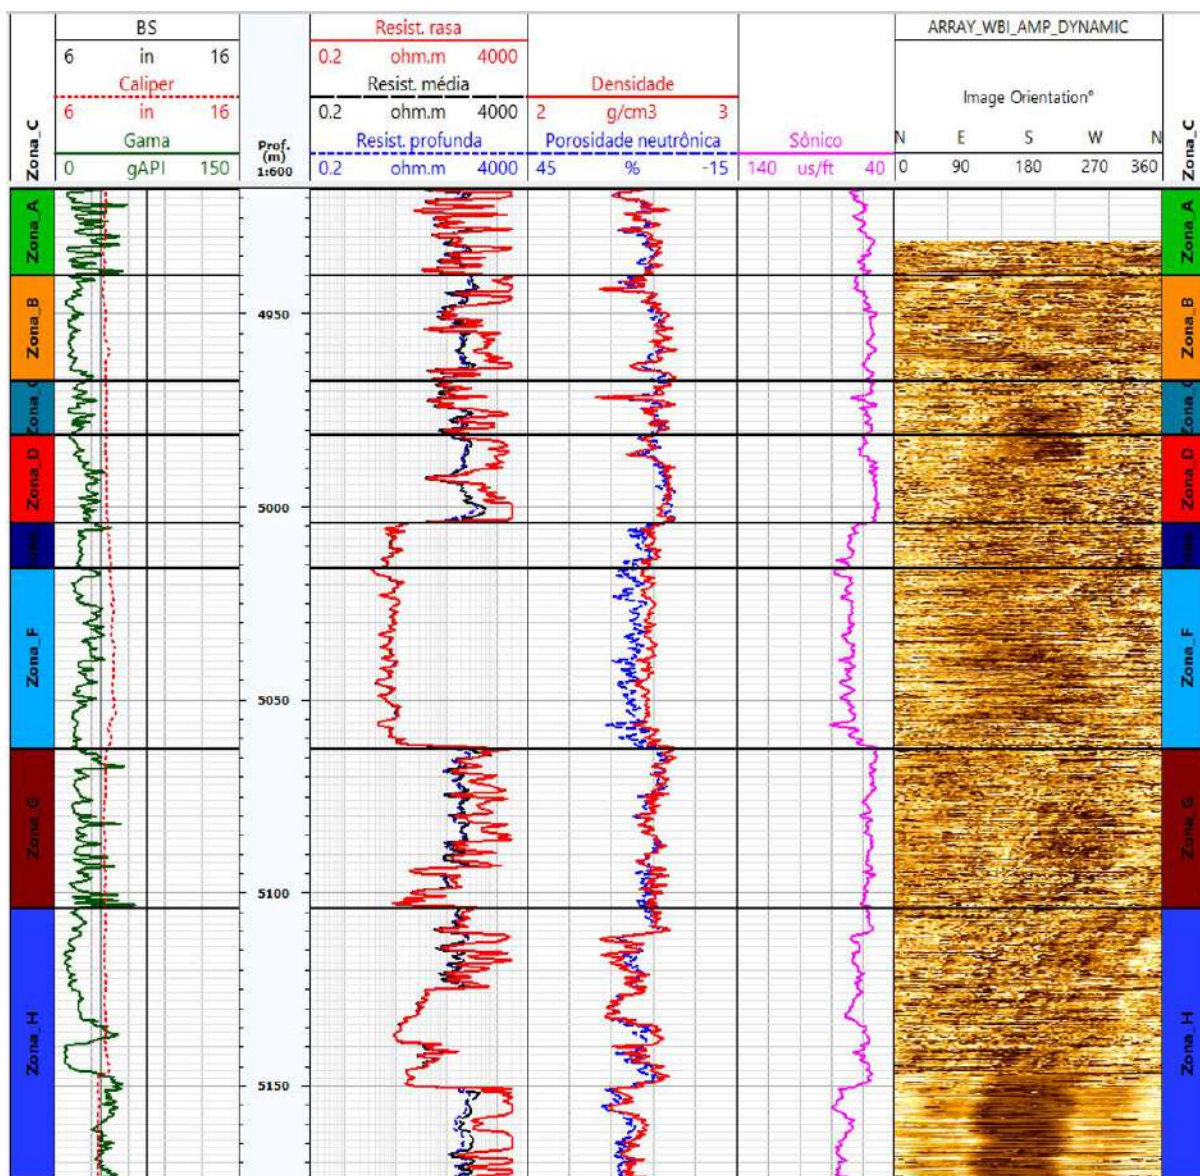 BS
6 in 16
Caliper
6 in 16
Gama
0 gAPI 150
Zona_C
Prof.
(m)
1:600
Resist. rasa
0.2 ohm.m 4000
Resist. média
0.2 ohm.m 4000
Resist. profunda
0.2 ohm.m 4000
Densidade
2 g/cm3 3
Porosidade neutrônica
45 % -15
Sônico
140 us/ft 40
ARRAY_WBI_AMP_DYNAMIC
Image Orientation°
N E S W N
0 90 180 270 360
Zona_C
Zona_A
Zona_B
Zona_D
Zona_F
Zona_G
Zona_H
4950
5000
5050
5100
5150
Zona_A
Zona_B
Zona_D
Zona_F
Zona_G
Zona_H